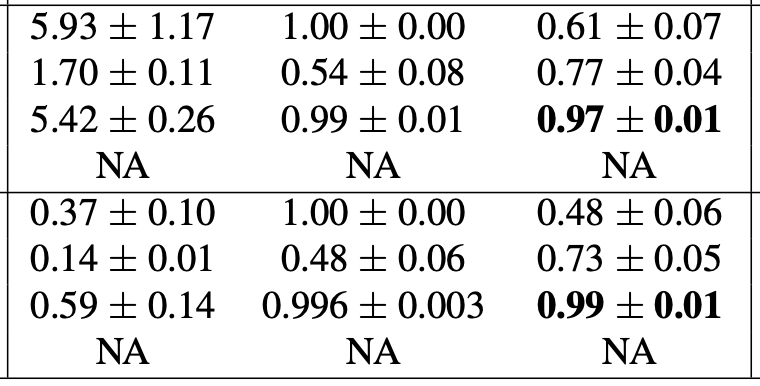 5.93 ± 1.17 1.00 ± 0.00 0.61 ± 0.07
1.70 ± 0.11 0.54 ± 0.08 0.77 ± 0.04
5.42 ± 0.26 0.99 ± 0.01 0.97 ± 0.01
NA NA NA
0.37 ± 0.10 1.00 ± 0.00 0.48 ± 0.06
0.14 ± 0.01 0.48 ± 0.06 0.73 ± 0.05
0.59 ± 0.14 0.996 ± 0.003 0.99 ± 0.01
NA NA NA